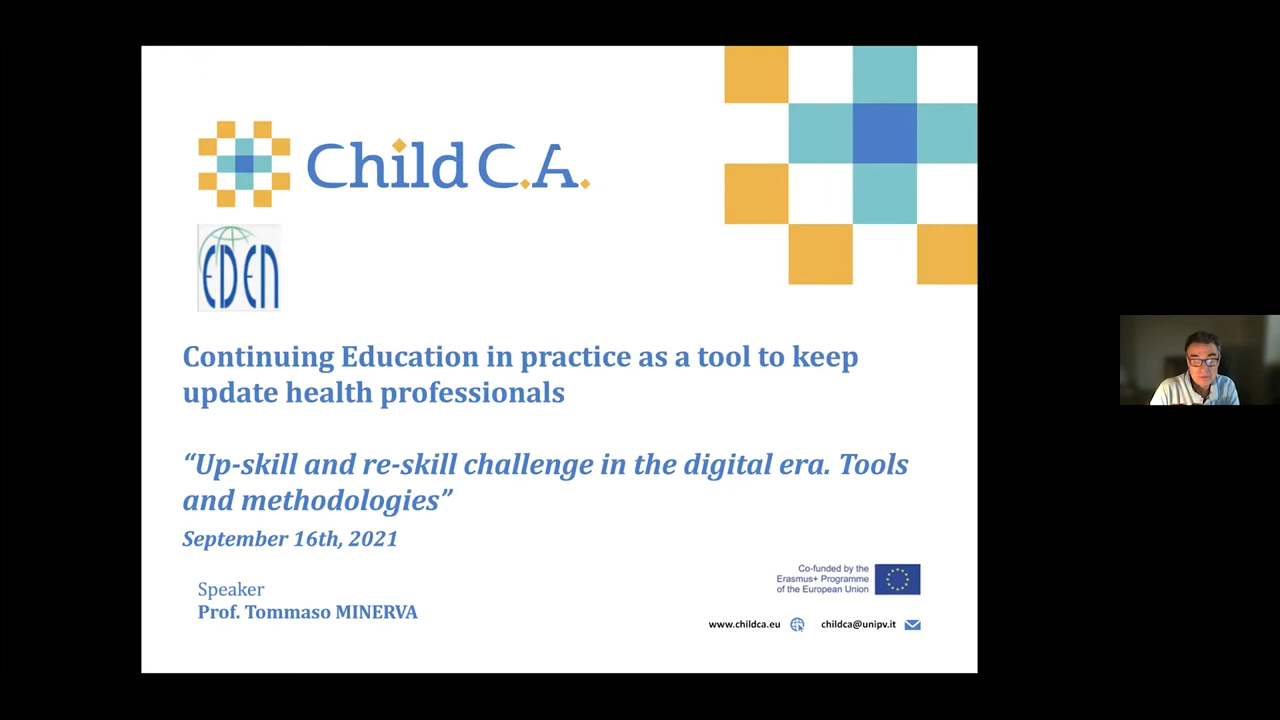 Child C.A.
EDEN
Continuing Education in practice as a tool to keep
update health professionals
“Up-skill and re-skill challenge in the digital era. Tools
and methodologies”
September 16th, 2021
Speaker
Prof. Tommaso MINERVA
Co-funded by the
Erasmus+ Programme
of the European Union
www.childca.eu childca@unipv.it